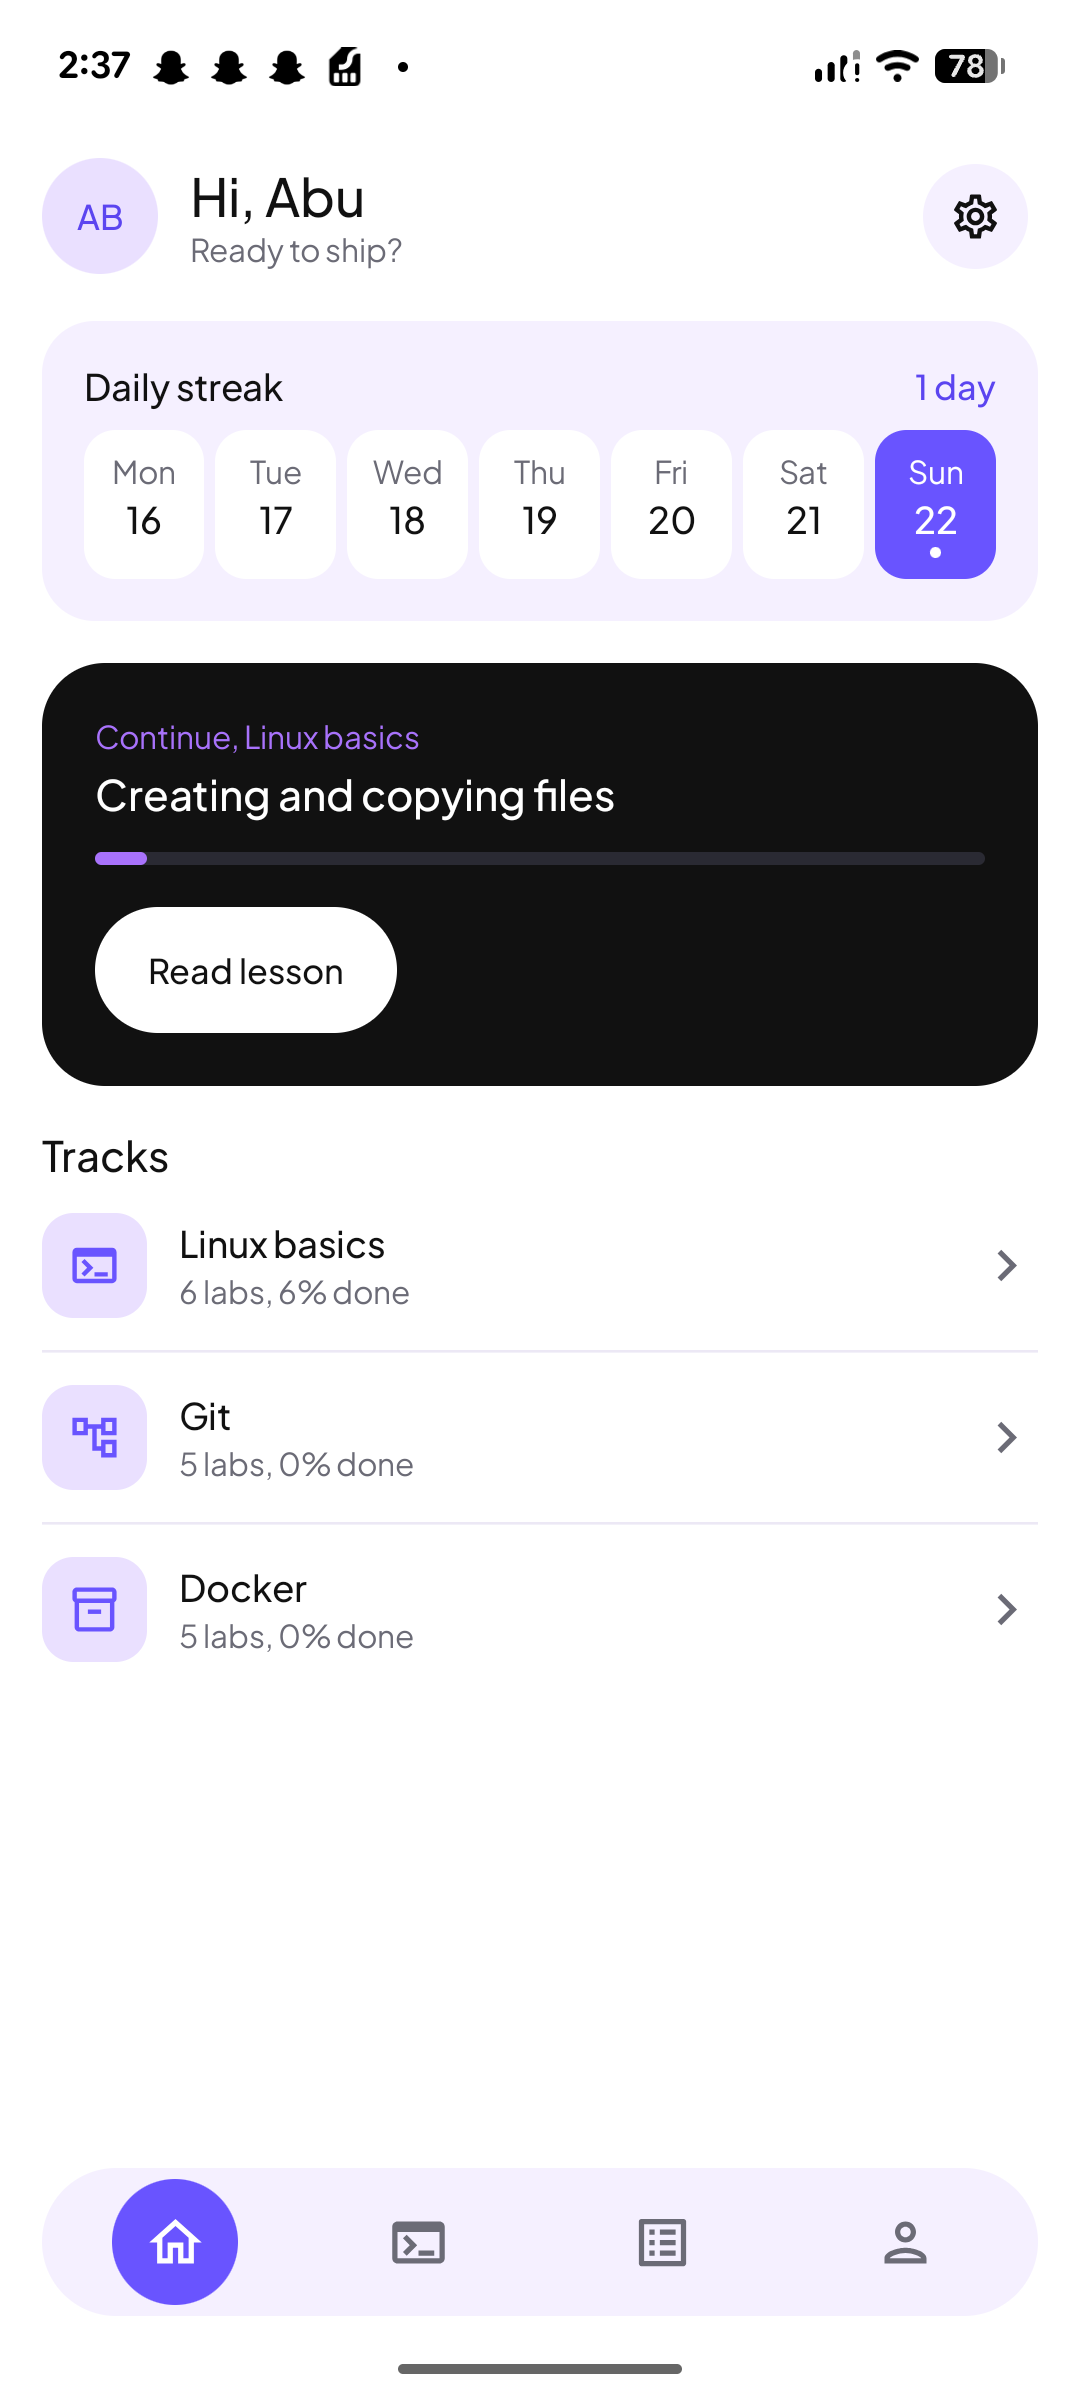 2:37
78
AB
Hi, Abu
Ready to ship?
Daily streak
1 day
Mon Tue Wed Thu Fri Sat Sun
16 17 18 19 20 21 22
Continue, Linux basics
Creating and copying files
Read lesson
Tracks
Linux basics
6 labs, 6% done
Git
5 labs, 0% done
Docker
5 labs, 0% done